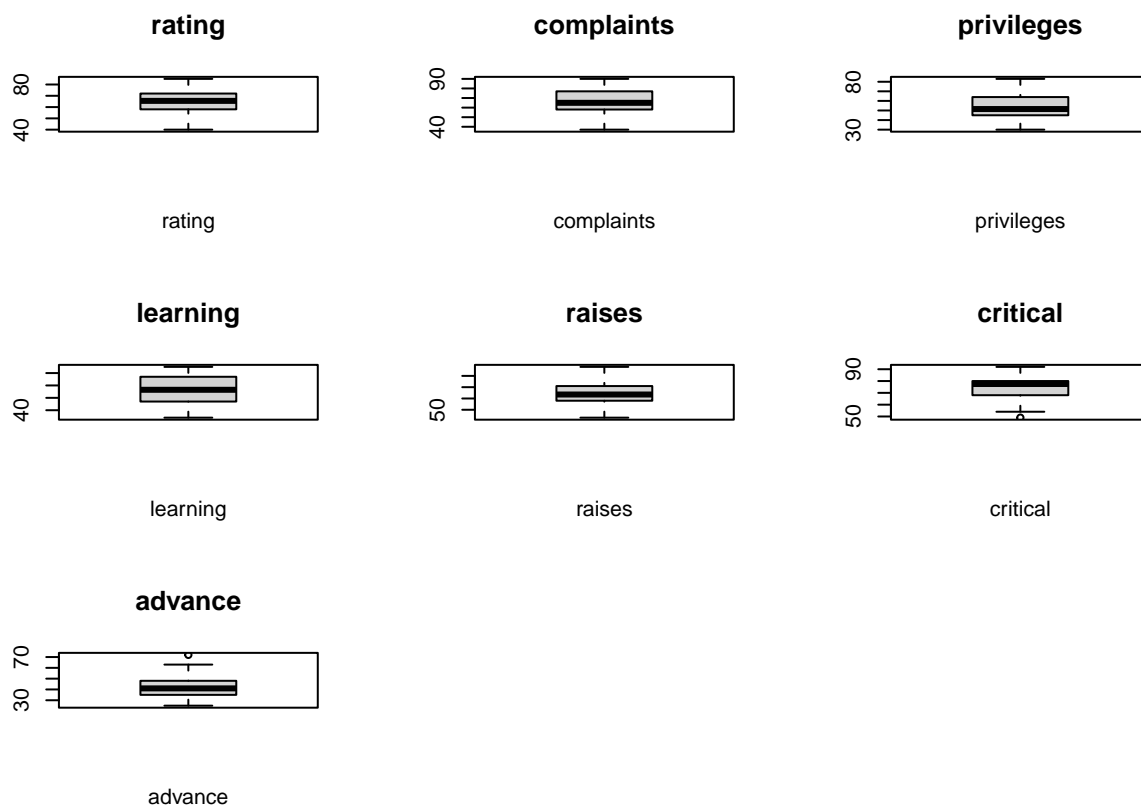 rating
complaints
privileges
80
40
90
40
80
30
rating
complaints
privileges
learning
raises
critical
40
50
90
50
learning
raises
critical
advance
70
30
advance